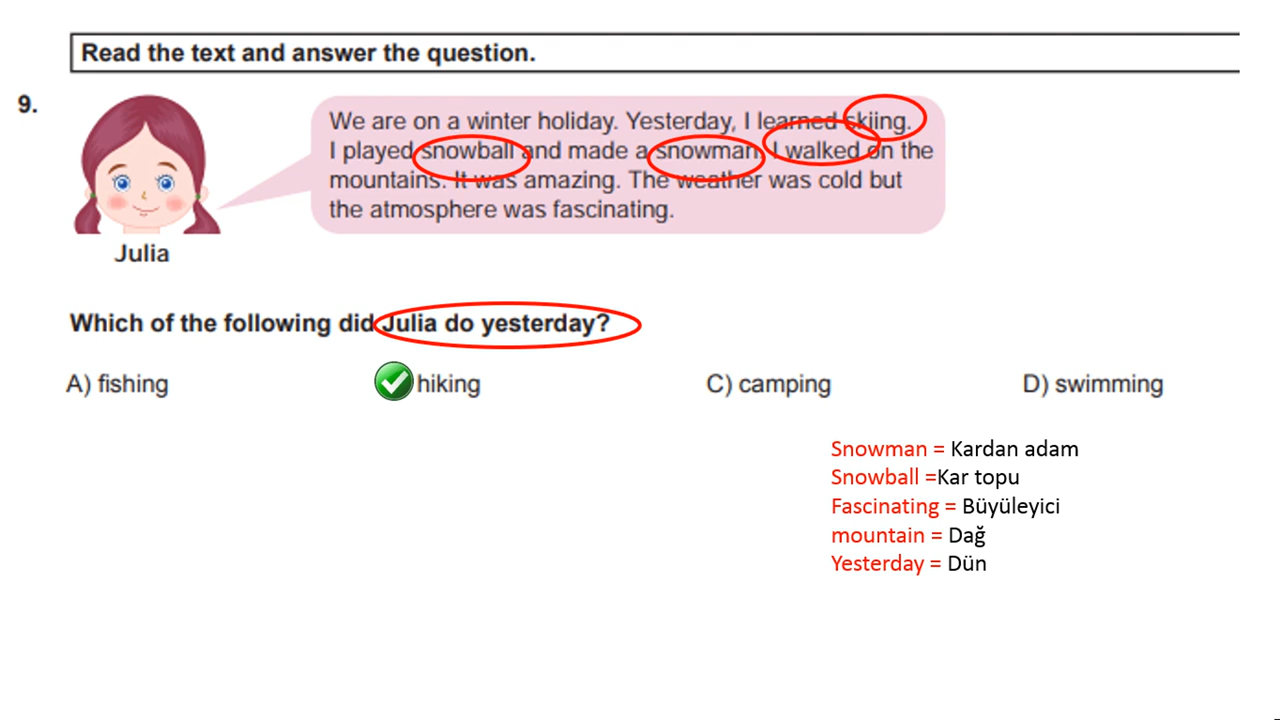 Read the text and answer the question.
9.
We are on a winter holiday. Yesterday, I learned skiing.
I played snowball and made a snowman. I walked on the
mountains. It was amazing. The weather was cold but
the atmosphere was fascinating.
Julia
Which of the following did Julia do yesterday?
A) fishing
hiking
C) camping
D) swimming
Snowman = Kardan adam
Snowball =Kar topu
Fascinating = Büyüleyici
mountain = Dağ
Yesterday = Dün